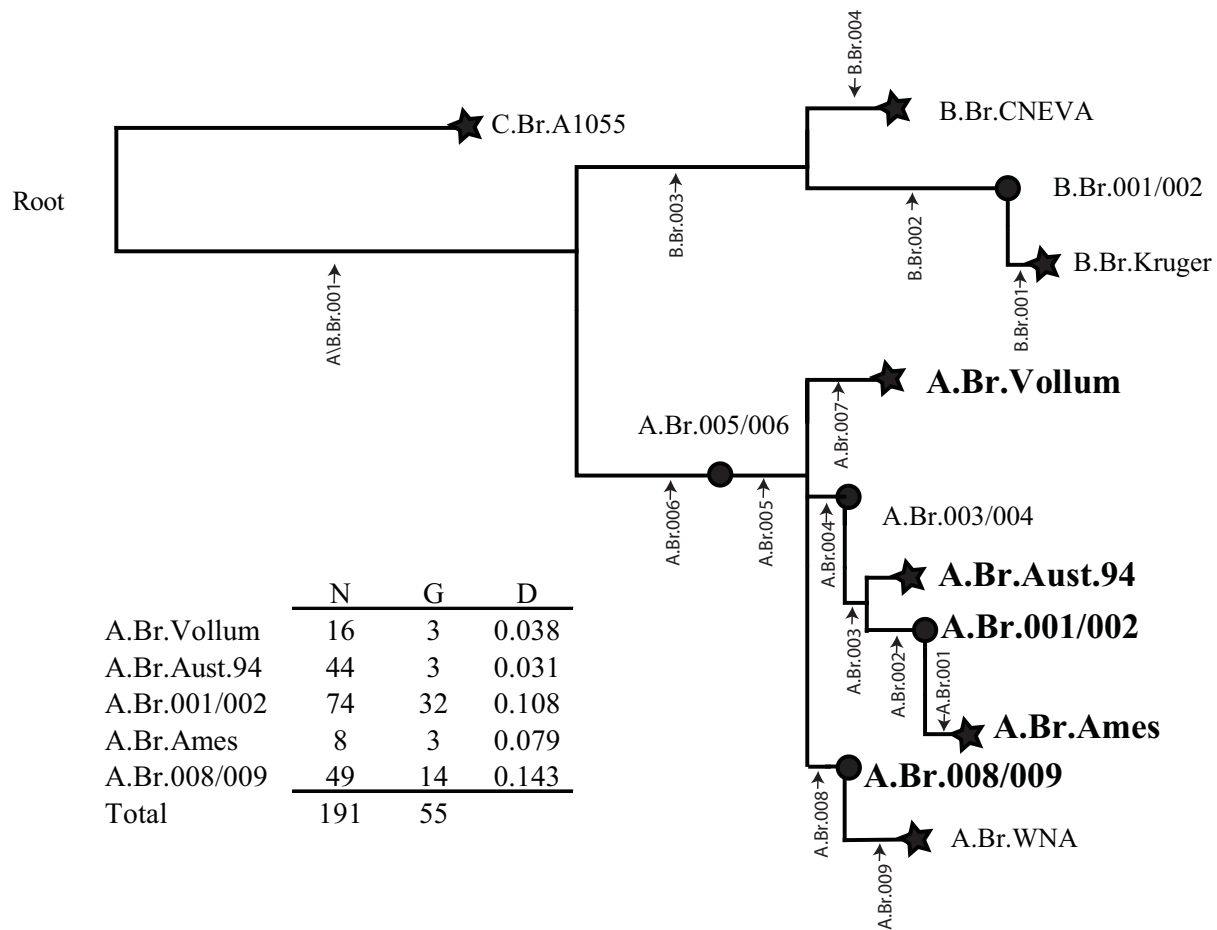 B.Br.004
C.Br.A1055
B.Br.CNEVA
Root
B.Br.003
B.Br.002
B.Br.001/002
B.Br.Kruger
B.Br.001
A\B.Br.001
A.Br.Vollum
A.Br.007
A.Br.005/006
A.Br.006
A.Br.005
A.Br.004
A.Br.003/004
A.Br.Aust.94
A.Br.003
A.Br.002
A.Br.001/002
A.Br.001
A.Br.Ames
A.Br.008/009
A.Br.008
A.Br.WNA
A.Br.009
N G D
A.Br.Vollum 16 3 0.038
A.Br.Aust.94 44 3 0.031
A.Br.001/002 74 32 0.108
A.Br.Ames 8 3 0.079
A.Br.008/009 49 14 0.143
Total 191 55